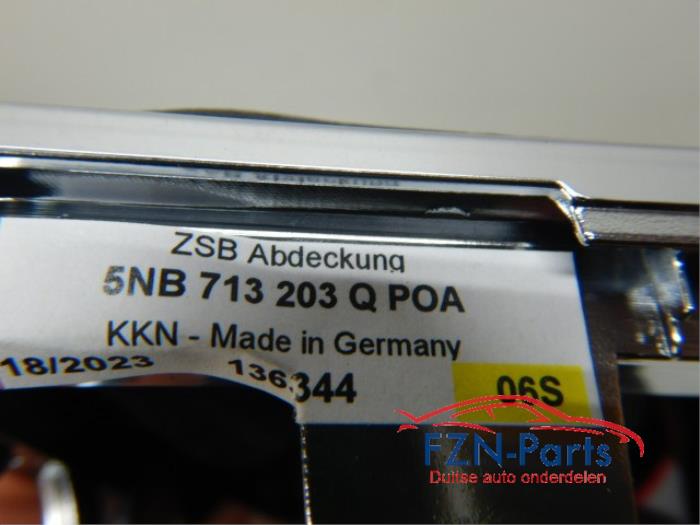 ZSB Abdeckung
5NB 713 203 Q POA
KKN - Made in Germany
18/2023 136344
06S
FZN-Parts
Duitse auto onderdelen